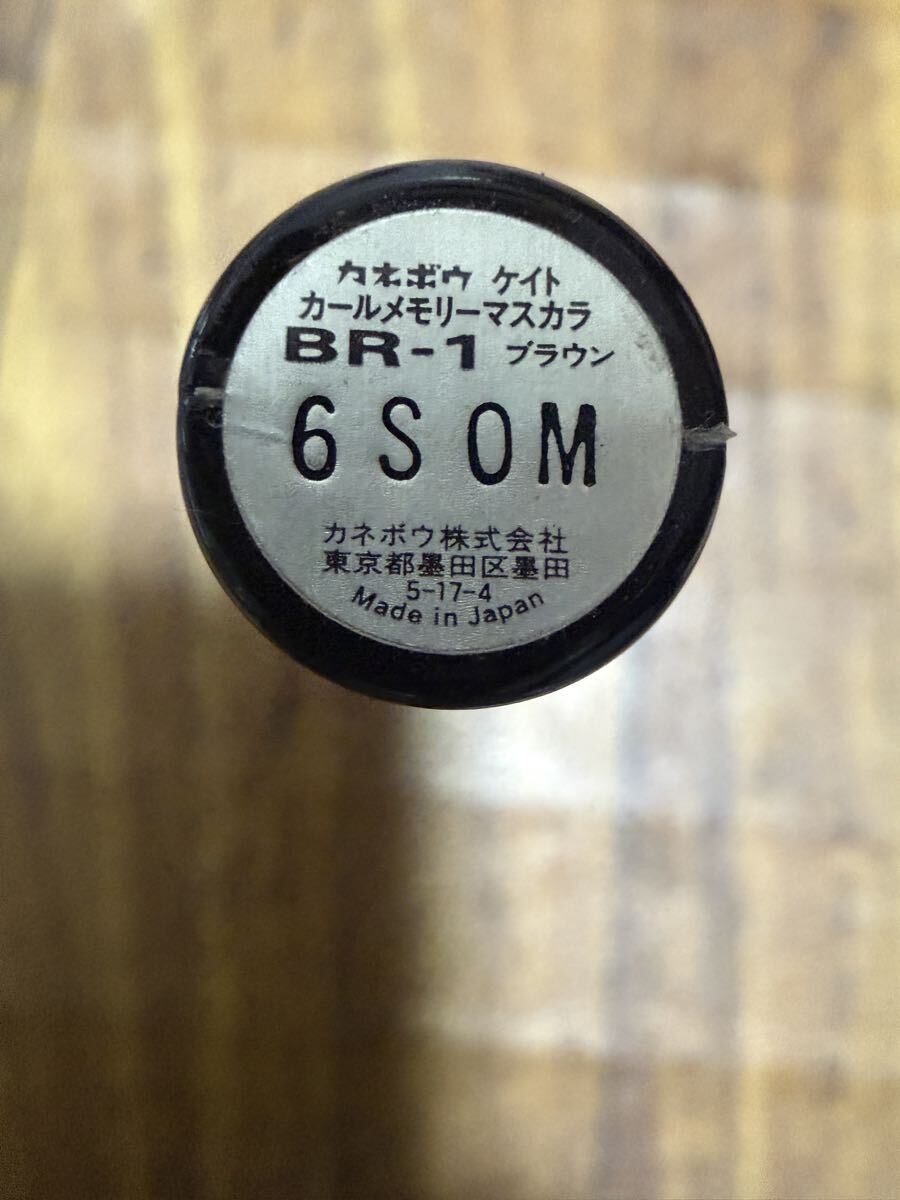 カネボウ ケイト
カールメモリーマスカラ
BR-1 ブラウン
6SOM
カネボウ株式会社
東京都墨田区墨田
5-17-4
Made in Japan